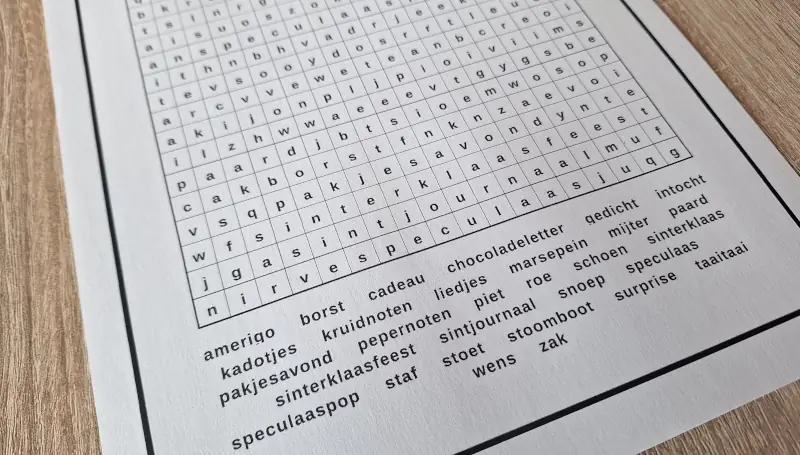 a n s p e c u l a a s
i t h n b h v a d r j e e
t e v s o o y d o s r r t l e u
a r c v v e w e t e a n b c r e o i
a k i j o n p l j p i o i v i i m s
i l z h w w a e e e v t g y g s b e
p a a r d j b t s i o e m w o s o p
c a k b o r s t f n k n z a e v o i
v s q p a k j e s a v o n d y n t e
w f s i n t e r k l a a s f e e s t
j g a s i n t j o u r n a a l m u f
n i r v e s p e c u l a a s j u q g
amerigo borst cadeau chocoladeletter gedicht intocht
kadotjes kruidnoten liedjes marsepein mijter paard
pakjesavond pepernoten piet roe schoen sinterklaas
sinterklaasfeest sintjournaal snoep speculaas
speculaaspop staf stoet stoomboot surprise taaitaai
wens zak